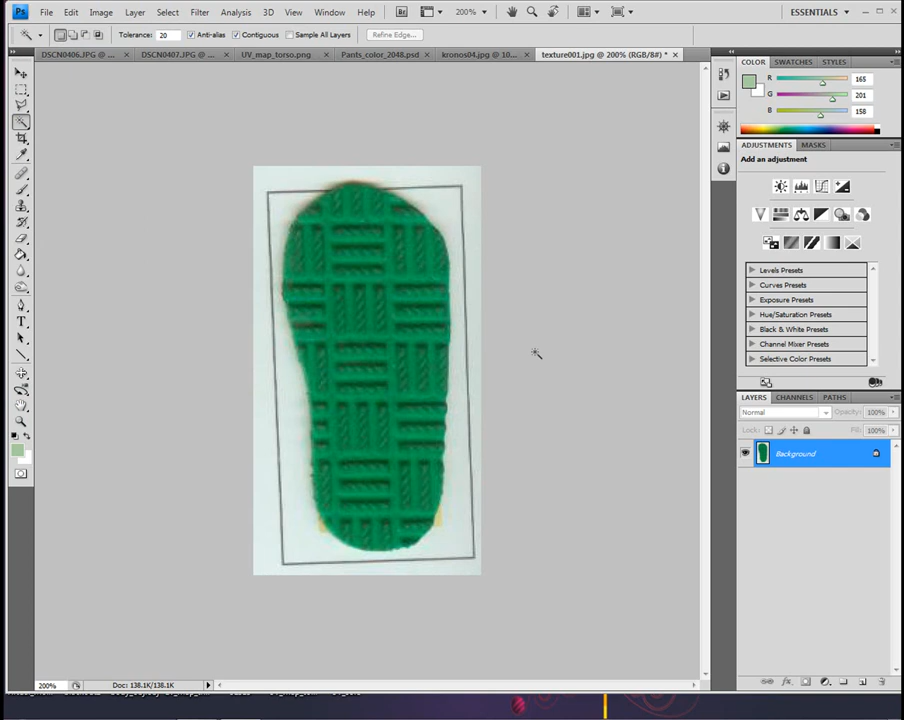 Ps File Edit Image Layer Select Filter Analysis 3D View Window Help Br 200% ESSENTIALS
Tolerance: 20 Anti-alias Contiguous Sample All Layers Refine Edge...
DSCN0406.JPG @ DSCN0407.JPG @ UV_map_torso.png Pants_color_2048.psd kronos04.jpg @ 10... texture001.jpg @ 200% (RGB/8#) *
COLOR SWATCHES STYLES
R 165
G 201
B 158
ADJUSTMENTS MASKS
Add an adjustment
Levels Presets
Curves Presets
Exposure Presets
Hue/Saturation Presets
Black & White Presets
Channel Mixer Presets
Selective Color Presets
LAYERS CHANNELS PATHS
Normal Opacity: 100%
Lock: Fill: 100%
Background
T
fx
200% Doc: 138.1K/138.1K